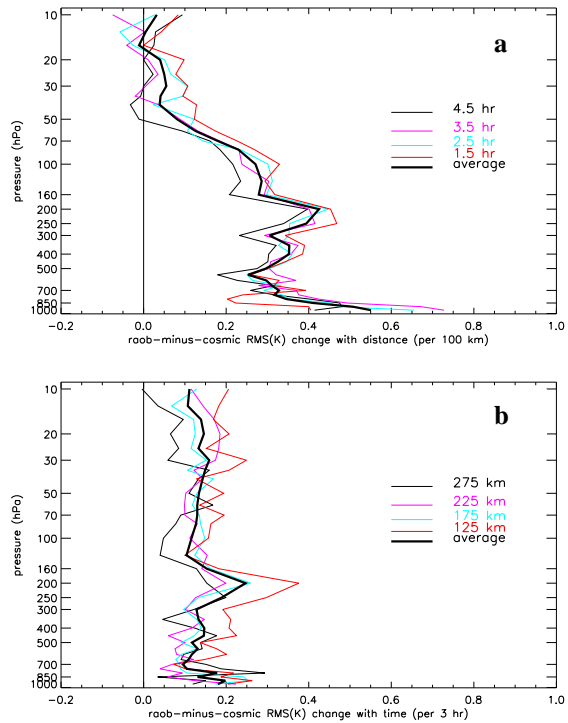 a
10
20
30
50
70
100
160
200
250
300
400
500
700
850
1000
pressure (hPa)
4.5 hr
3.5 hr
2.5 hr
1.5 hr
average
-0.2 0.0 0.2 0.4 0.6 0.8 1.0
raob-minus-cosmic RMS(K) change with distance (per 100 km)
b
10
20
30
50
70
100
160
200
250
300
400
500
700
850
1000
pressure (hPa)
275 km
225 km
175 km
125 km
average
-0.2 0.0 0.2 0.4 0.6 0.8 1.0
raob-minus-cosmic RMS(K) change with time (per 3 hr)